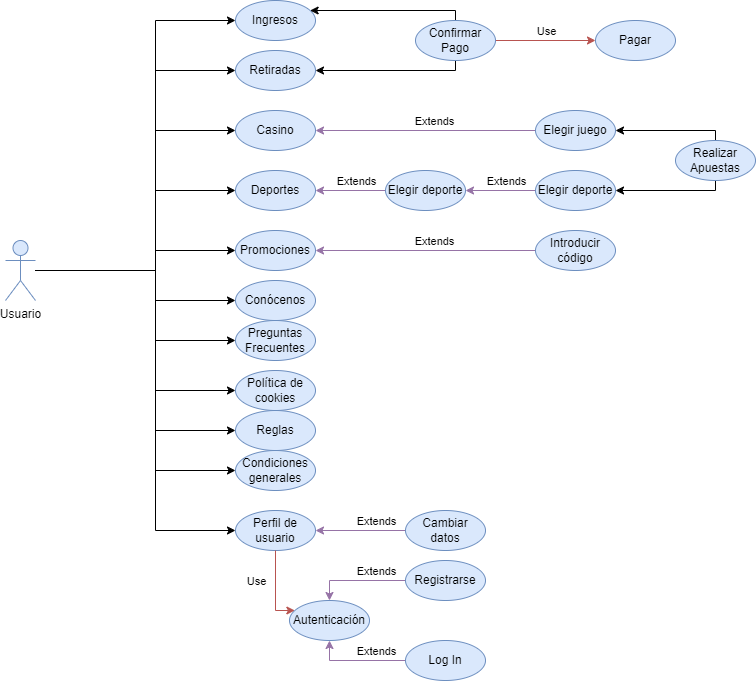 Ingresos
Confirmar
Pago
Use
Pagar
Retiradas
Casino
Extends
Elegir juego
Realizar
Apuestas
Deportes
Extends
Elegir deporte
Extends
Elegir deporte
Promociones
Extends
Introducir
código
Usuario
Conócenos
Preguntas
Frecuentes
Política de
cookies
Reglas
Condiciones
generales
Perfil de
usuario
Extends
Cambiar
datos
Use
Extends
Registrarse
Autenticación
Extends
Log In